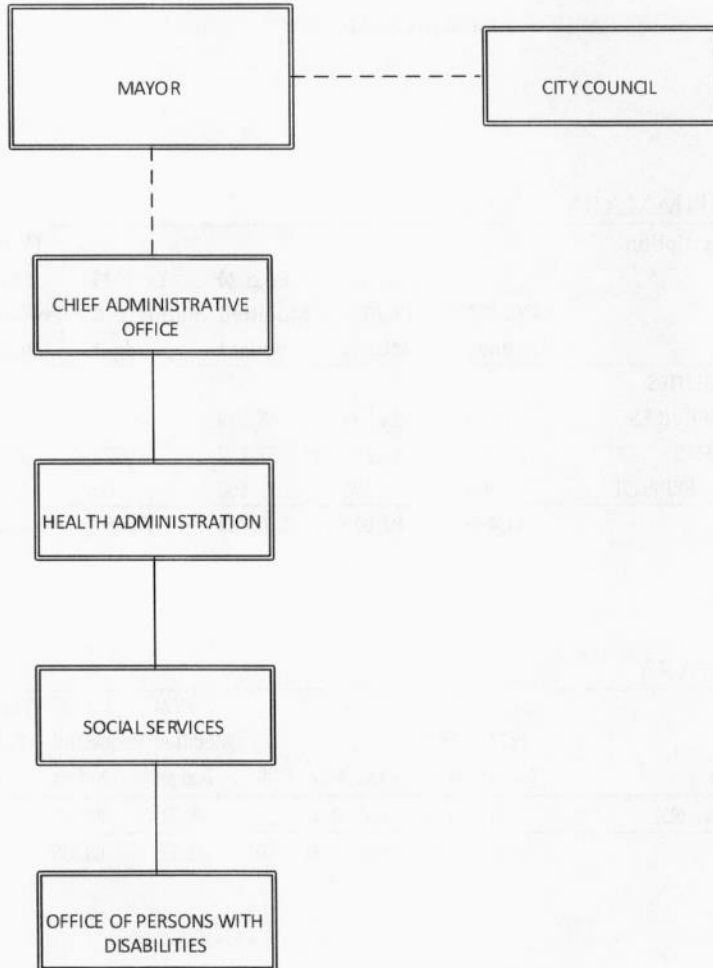 MAYOR
CITY COUNCIL
CHIEF ADMINISTRATIVE
OFFICE
HEALTH ADMINISTRATION
SOCIAL SERVICES
OFFICE OF PERSONS WITH
DISABILITIES